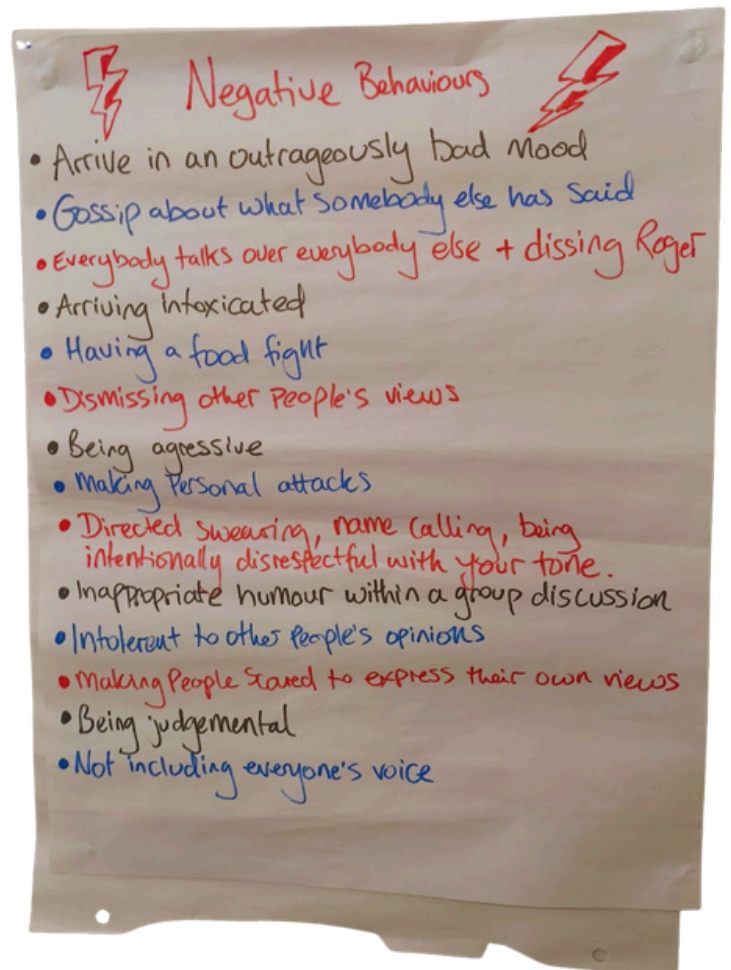 Negative Behaviours
• Arrive in an outrageously bad mood
• Gossip about what somebody else has said
• Everybody talks over everybody else + dissing Roger
• Arriving intoxicated
• Having a food fight
• Dismissing other people's views
• Being agressive
• Making personal attacks
• Directed swearing, name calling, being
intentionally disrespectful with your tone.
• Inappropriate humour within a group discussion
• Intolerent to other people's opinions
• Making people scared to express their own views
• Being judgemental
• Not including everyone's voice